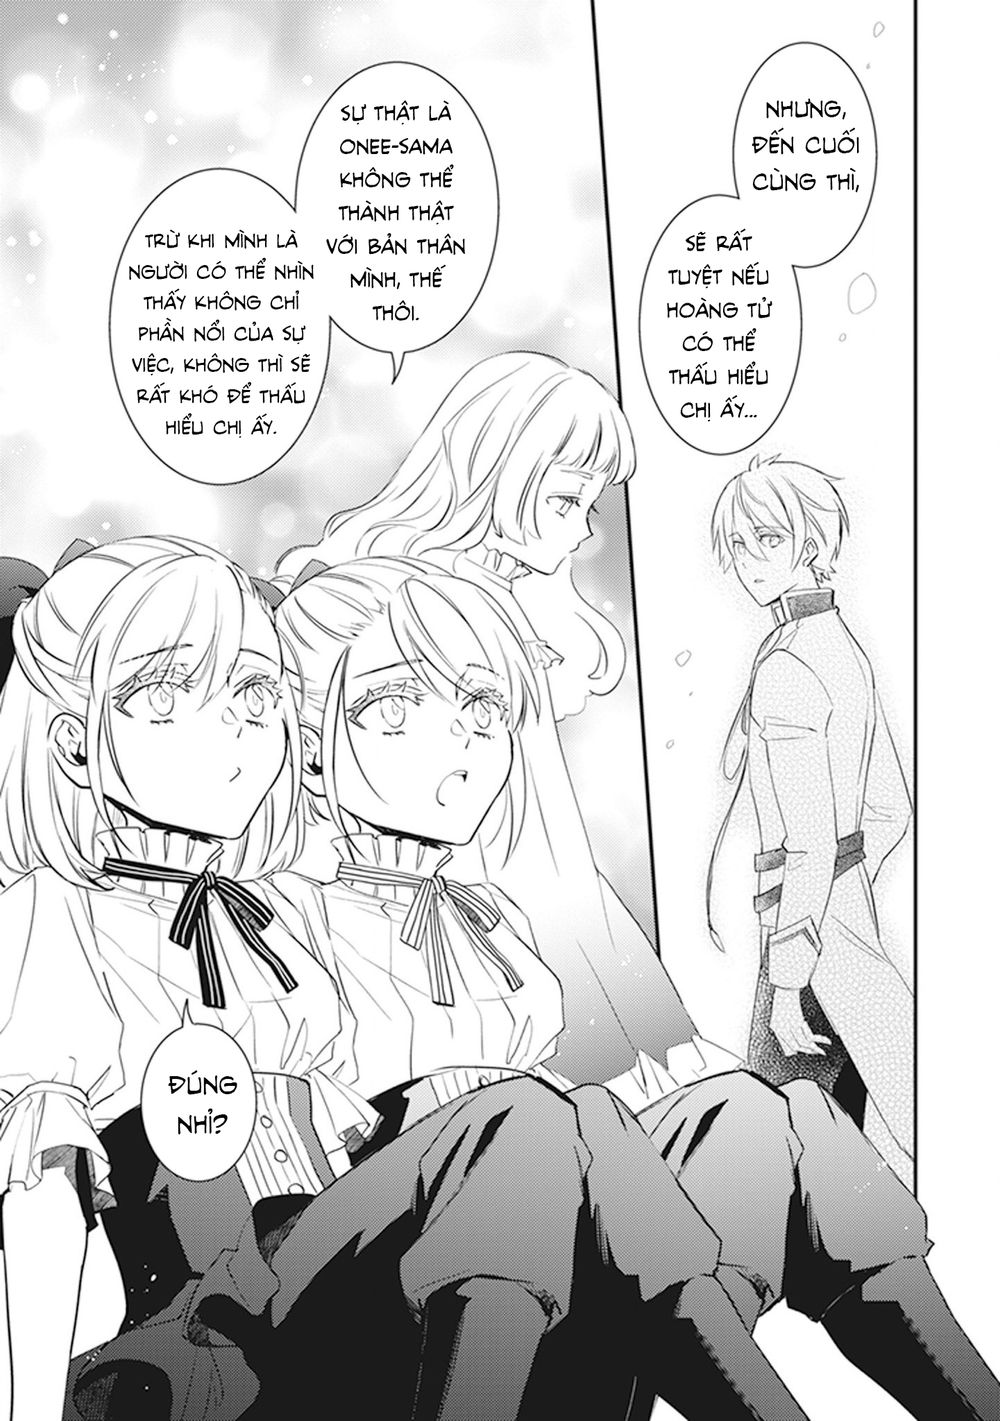 NHƯNG,
ĐẾN CUỐI
CÙNG THÌ,
SẼ RẤT
TUYỆT NẾU
HOÀNG TỬ
CÓ THỂ
THẤU HIỂU
CHỊ ẤY...
SỰ THẬT LÀ
ONEE-SAMA
KHÔNG THỂ
THÀNH THẬT
VỚI BẢN THÂN
MÌNH, THẾ
THÔI.
TRỪ KHI MÌNH LÀ
NGƯỜI CÓ THỂ NHÌN
THẤY KHÔNG CHỈ
PHẦN NỔI CỦA SỰ
VIỆC, KHÔNG THÌ SẼ
RẤT KHÓ ĐỂ THẤU
HIỂU CHỊ ẤY.
ĐÚNG
NHỈ?